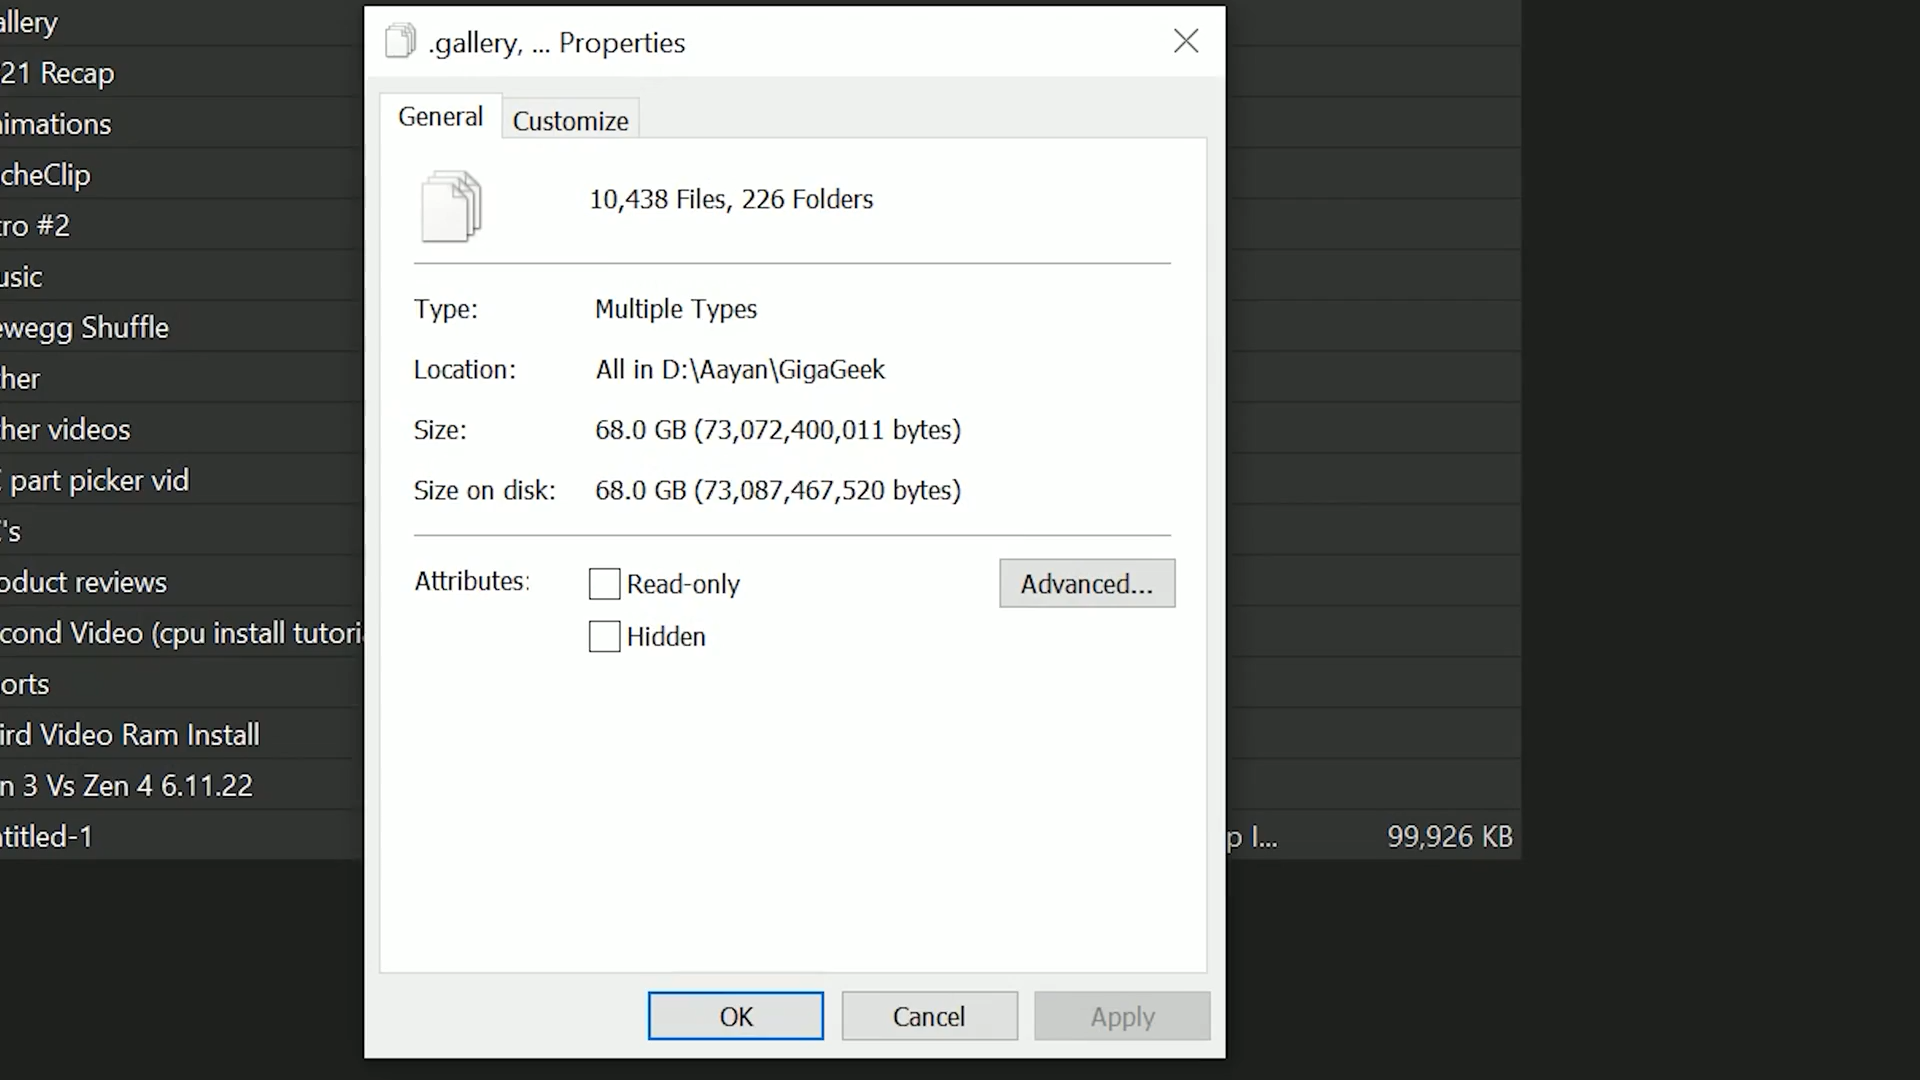 allery
21 Recap
imations
cheClip
tro #2
usic
ewegg Shuffle
her
her videos
part picker vid
's
oduct reviews
cond Video (cpu install tutori
orts
ird Video Ram Install
n 3 Vs Zen 4 6.11.22
titled-1
.gallery, ... Properties
General
Customize
10,438 Files, 226 Folders
Type: Multiple Types
Location: All in D:\Aayan\GigaGeek
Size: 68.0 GB (73,072,400,011 bytes)
Size on disk: 68.0 GB (73,087,467,520 bytes)
Attributes: Read-only
Advanced...
Hidden
OK
Cancel
Apply
p I...
99,926 KB